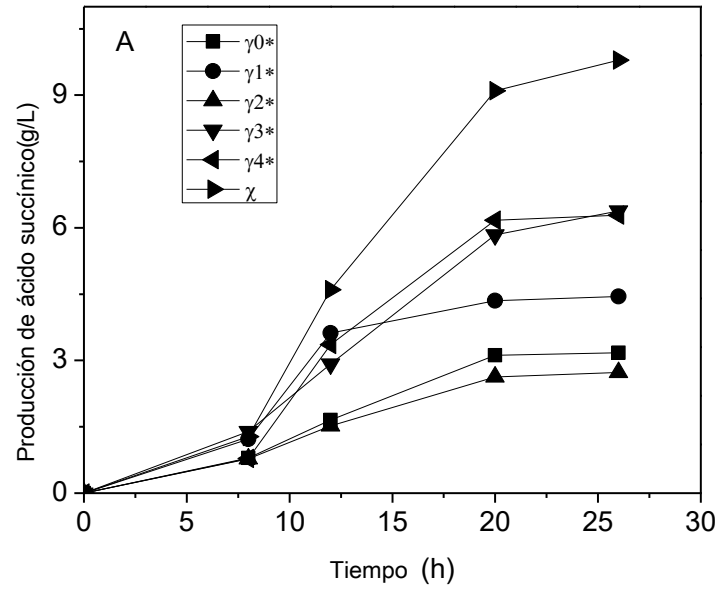 A
γ0*
γ1*
γ2*
γ3*
γ4*
χ
Producción de ácido succínico(g/L)
9
6
3
0
0
5
10
15
20
25
30
Tiempo (h)